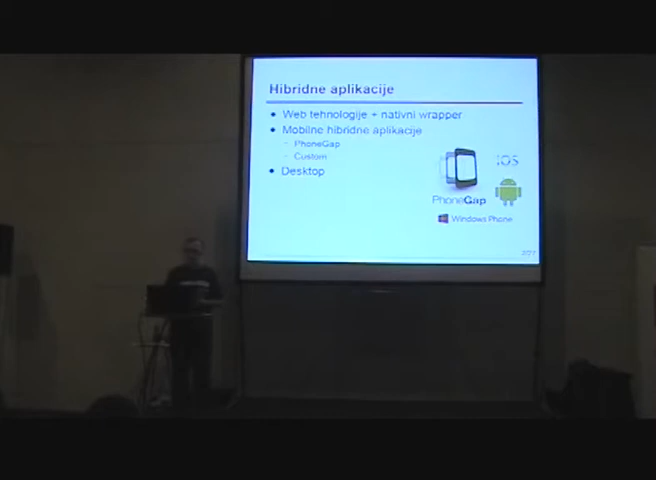 Hibridne aplikacije
Web tehnologije + nativni wrapper
Mobilne hibridne aplikacije
PhoneGap
Custom
Desktop
iOS
PhoneGap
Windows Phone